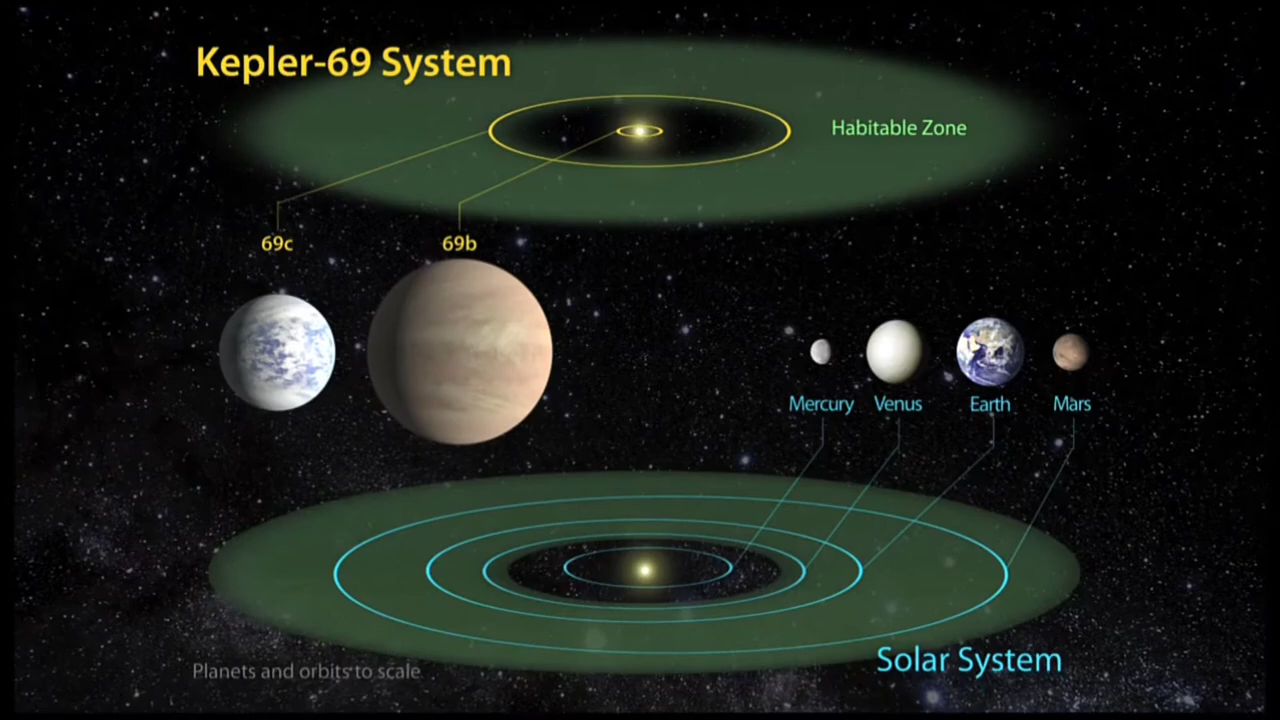 Kepler-69 System
Habitable Zone
69c
69b
Mercury
Venus
Earth
Mars
Solar System
Planets and orbits to scale